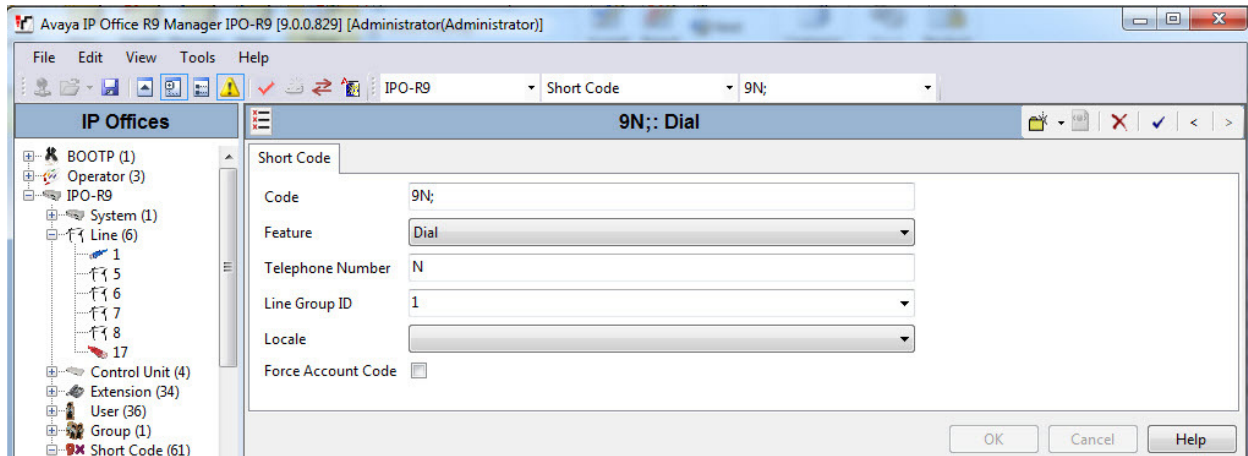 Avaya IP Office R9 Manager IPO-R9 [9.0.0.829] [Administrator(Administrator)]
File Edit View Tools Help
IPO-R9 Short Code 9N;
IP Offices
9N;: Dial
BOOTP (1)
Operator (3)
IPO-R9
System (1)
Line (6)
1
5
6
7
8
17
Control Unit (4)
Extension (34)
User (36)
Group (1)
Short Code (61)
Short Code
Code 9N;
Feature Dial
Telephone Number N
Line Group ID 1
Locale
Force Account Code
OK Cancel Help